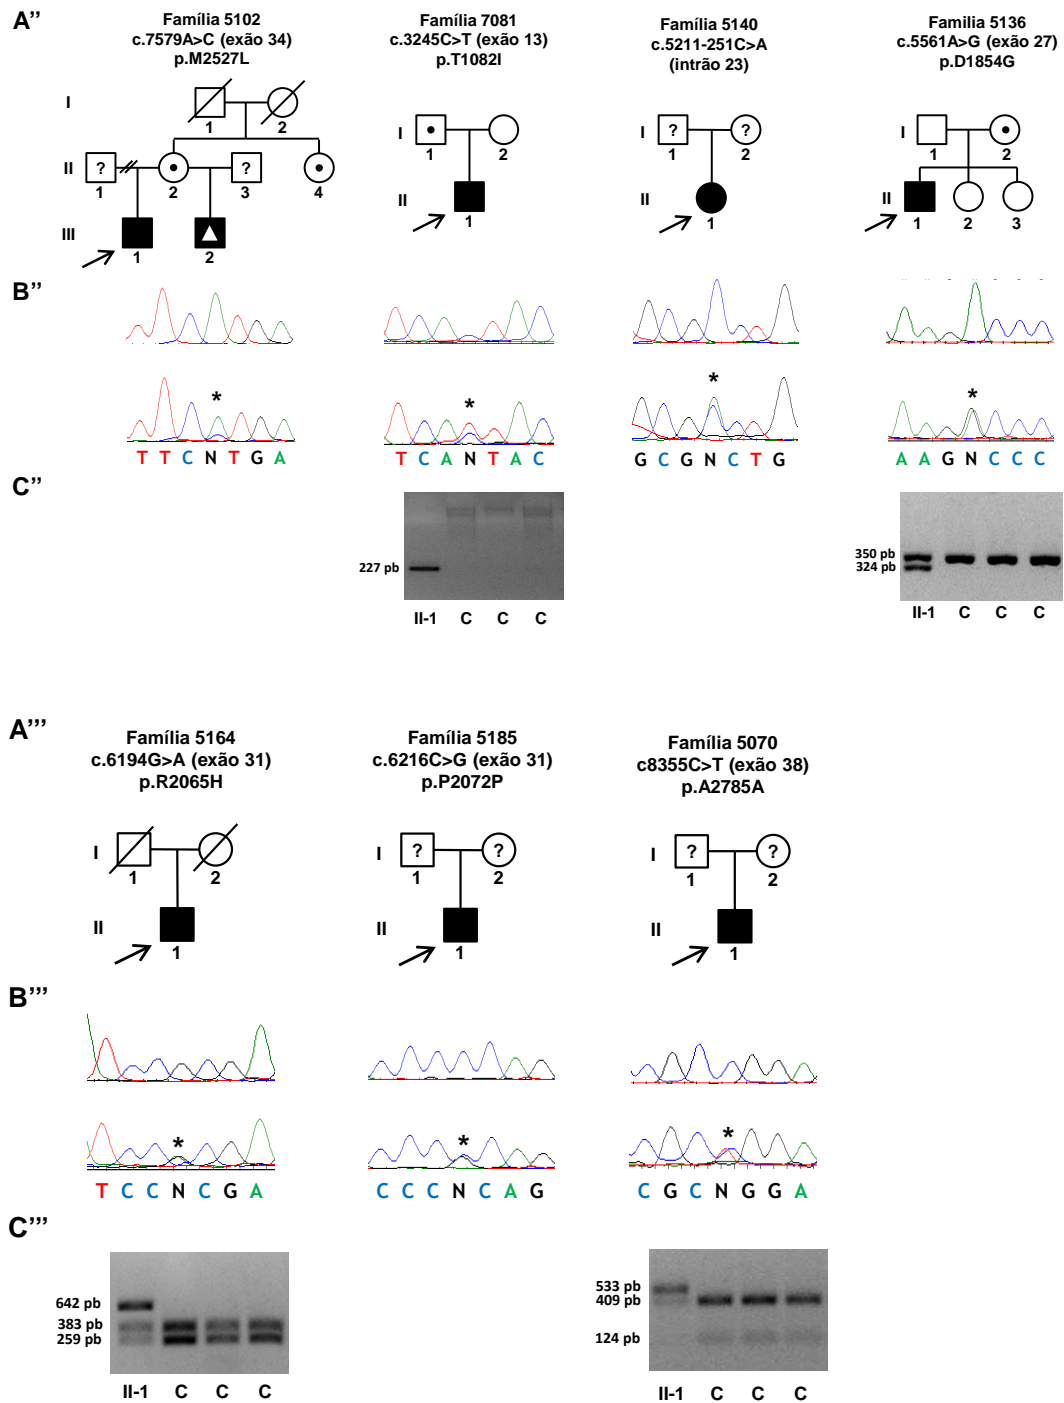 A’’
Família 5102
c.7579A>C (exão 34)
p.M2527L
Família 7081
c.3245C>T (exão 13)
p.T1082I
Família 5140
c.5211-251C>A
(intrão 23)
Familia 5136
c.5561A>G (exão 27)
p.D1854G
I
1
2
II
?
1
2
?
3
4
III
1
2
I
1
2
II
1
I
?
1
?
2
II
1
I
1
2
II
1
2
3
B’’
*
T T C N T G A
*
T C A N T A C
*
G C G N C T G
*
A A G N C C C
C’’
227 pb
II-1 C C C
350 pb
324 pb
II-1 C C C
A’’’
Família 5164
c.6194G>A (exão 31)
p.R2065H
Família 5185
c.6216C>G (exão 31)
p.P2072P
Família 5070
c8355C>T (exão 38)
p.A2785A
I
1
2
II
1
I
?
1
?
2
II
1
I
?
1
?
2
II
1
B’’’
*
T C C N C G A
*
C C C N C A G
*
C G C N G G A
C’’’
642 pb
383 pb
259 pb
II-1 C C C
533 pb
409 pb
124 pb
II-1 C C C